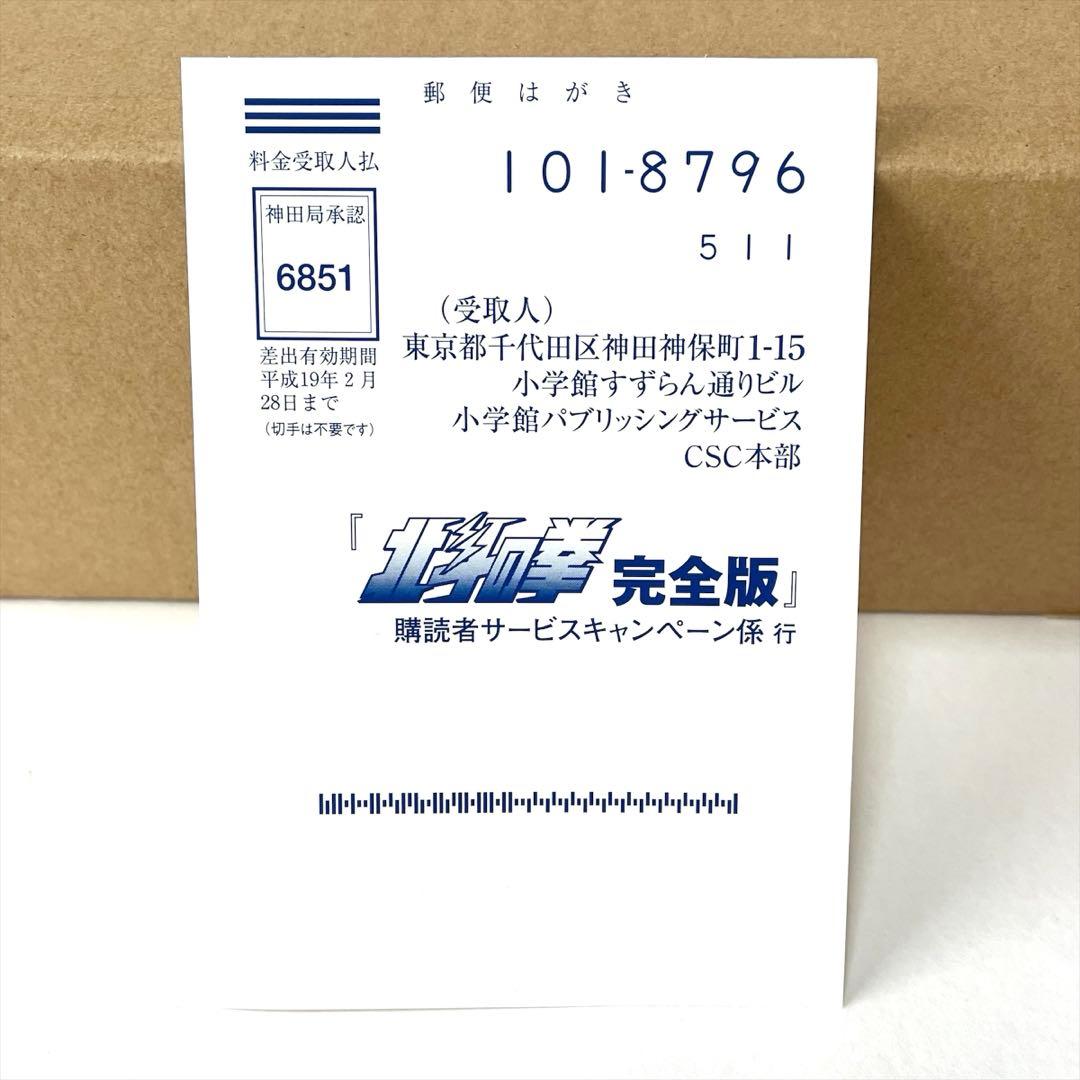 郵便はがき
料金受取人払
神田局承認
6851
差出有効期間
平成19年2月
28日まで
（切手は不要です）
101-8796
511
（受取人）
東京都千代田区神田神保町1-15
小学館すずらん通りビル
小学館パブリッシングサービス
CSC本部
『北斗の拳 完全版』
購読者サービスキャンペーン係 行